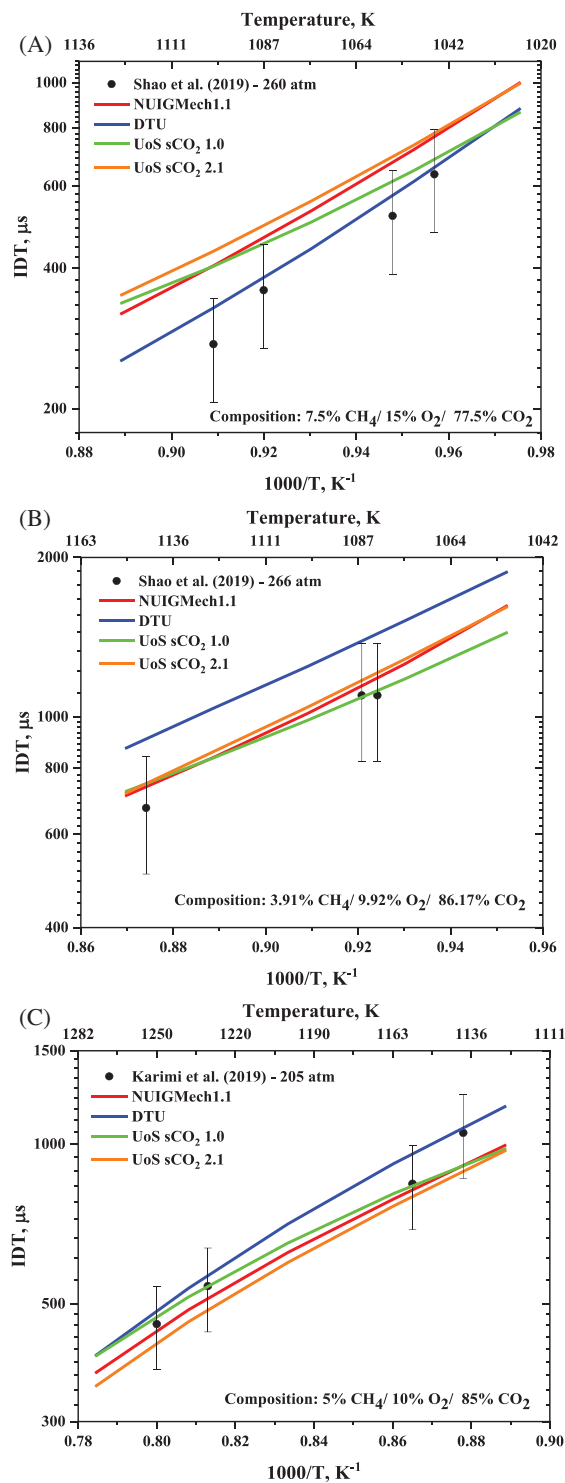 (A)
Temperature, K
1136 1111 1087 1064 1042 1020
1000
800
600
400
200
IDT, μs
Shao et al. (2019) - 260 atm
NUIGMech1.1
DTU
UoS sCO₂ 1.0
UoS sCO₂ 2.1
Composition: 7.5% CH₄/ 15% O₂/ 77.5% CO₂
0.88 0.90 0.92 0.94 0.96 0.98
1000/T, K⁻¹
(B)
Temperature, K
1163 1136 1111 1087 1064 1042
2000
1000
800
600
400
IDT, μs
Shao et al. (2019) - 266 atm
NUIGMech1.1
DTU
UoS sCO₂ 1.0
UoS sCO₂ 2.1
Composition: 3.91% CH₄/ 9.92% O₂/ 86.17% CO₂
0.86 0.88 0.90 0.92 0.94 0.96
1000/T, K⁻¹
(C)
Temperature, K
1282 1250 1220 1190 1163 1136 1111
1500
1000
500
300
IDT, μs
Karimi et al. (2019) - 205 atm
NUIGMech1.1
DTU
UoS sCO₂ 1.0
UoS sCO₂ 2.1
Composition: 5% CH₄/ 10% O₂/ 85% CO₂
0.78 0.80 0.82 0.84 0.86 0.88 0.90
1000/T, K⁻¹